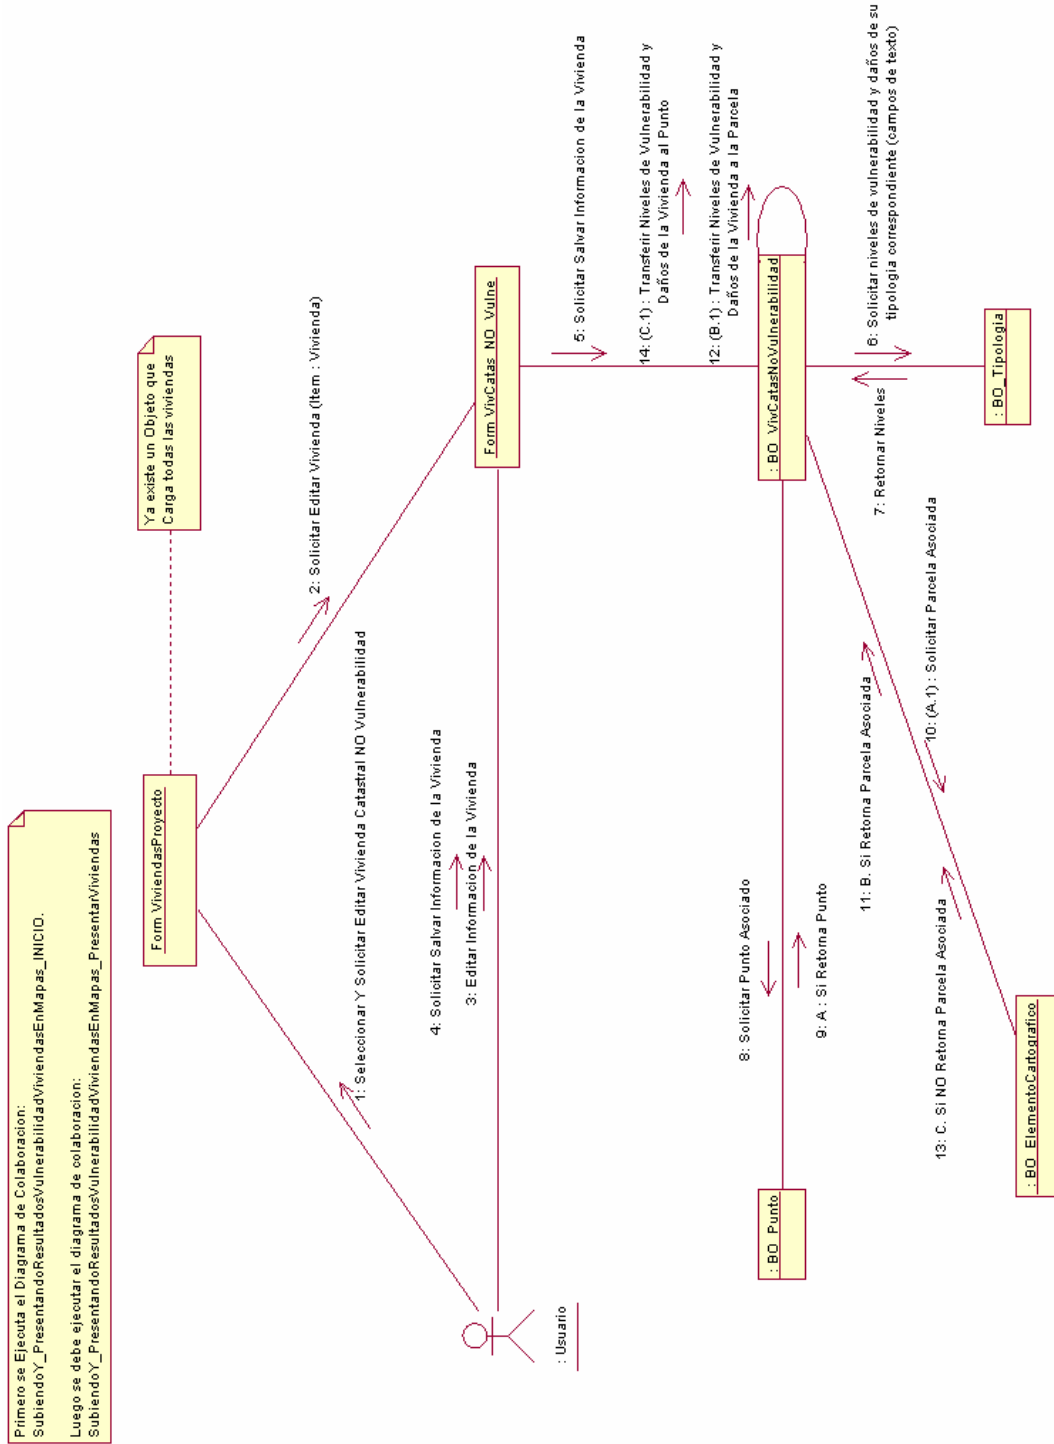 Primero se Ejecuta el Diagrama de Colaboracion:
SubiendoY_PresentandoResultadosVulnerabilidadViviendasEnMapas_INICIO.
Luego se debe ejecutar el diagrama de colaboracion:
SubiendoY_PresentandoResultadosVulnerabilidadViviendasEnMapas_PresentarViviendas
Form ViviendasProyecto
Ya existe un Objeto que
Carga todas las viviendas
2: Solicitar Editar Vivienda (Item : Vivienda)
1: Seleccionar Y Solicitar Editar Vivienda Catastral NO Vulnerabilidad
4: Solicitar Salvar Informacion de la Vivienda
3: Editar Informacion de la Vivienda
Form VivCatas_NO_Vulne
: Usuario
5: Solicitar Salvar Informacion de la Vivienda
14: (C.1) : Transferir Niveles de Vulnerabilidad y
Daños de la Vivienda al Punto
12: (B.1) : Transferir Niveles de Vulnerabilidad y
Daños de la Vivienda a la Parcela
8: Solicitar Punto Asociado
: BO_Punto
: BO_VivCatasNoVulnerabilidad
9: A : Si Retorna Punto
11: B. Si Retorna Parcela Asociada
7: Retornar Niveles
6: Solicitar niveles de vulnerabilidad y daños de su
tipologia correspondiente (campos de texto)
10: (A.1) : Solicitar Parcela Asociada
13: C. Si NO Retorna Parcela Asociada
: BO_Tipologia
: BO_ElementoCartografico